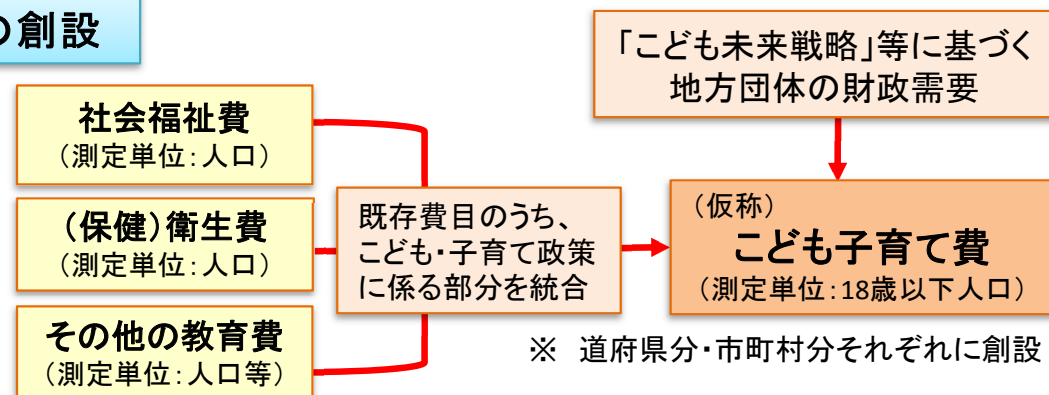 の創設
「こども未来戦略」等に基づく
地方団体の財政需要
社会福祉費
（測定単位：人口）
（保健）衛生費
（測定単位：人口）
その他の教育費
（測定単位：人口等）
既存費目のうち、
こども・子育て政策
に係る部分を統合
（仮称）
こども子育て費
（測定単位：18歳以下人口）
※　道府県分・市町村分それぞれに創設